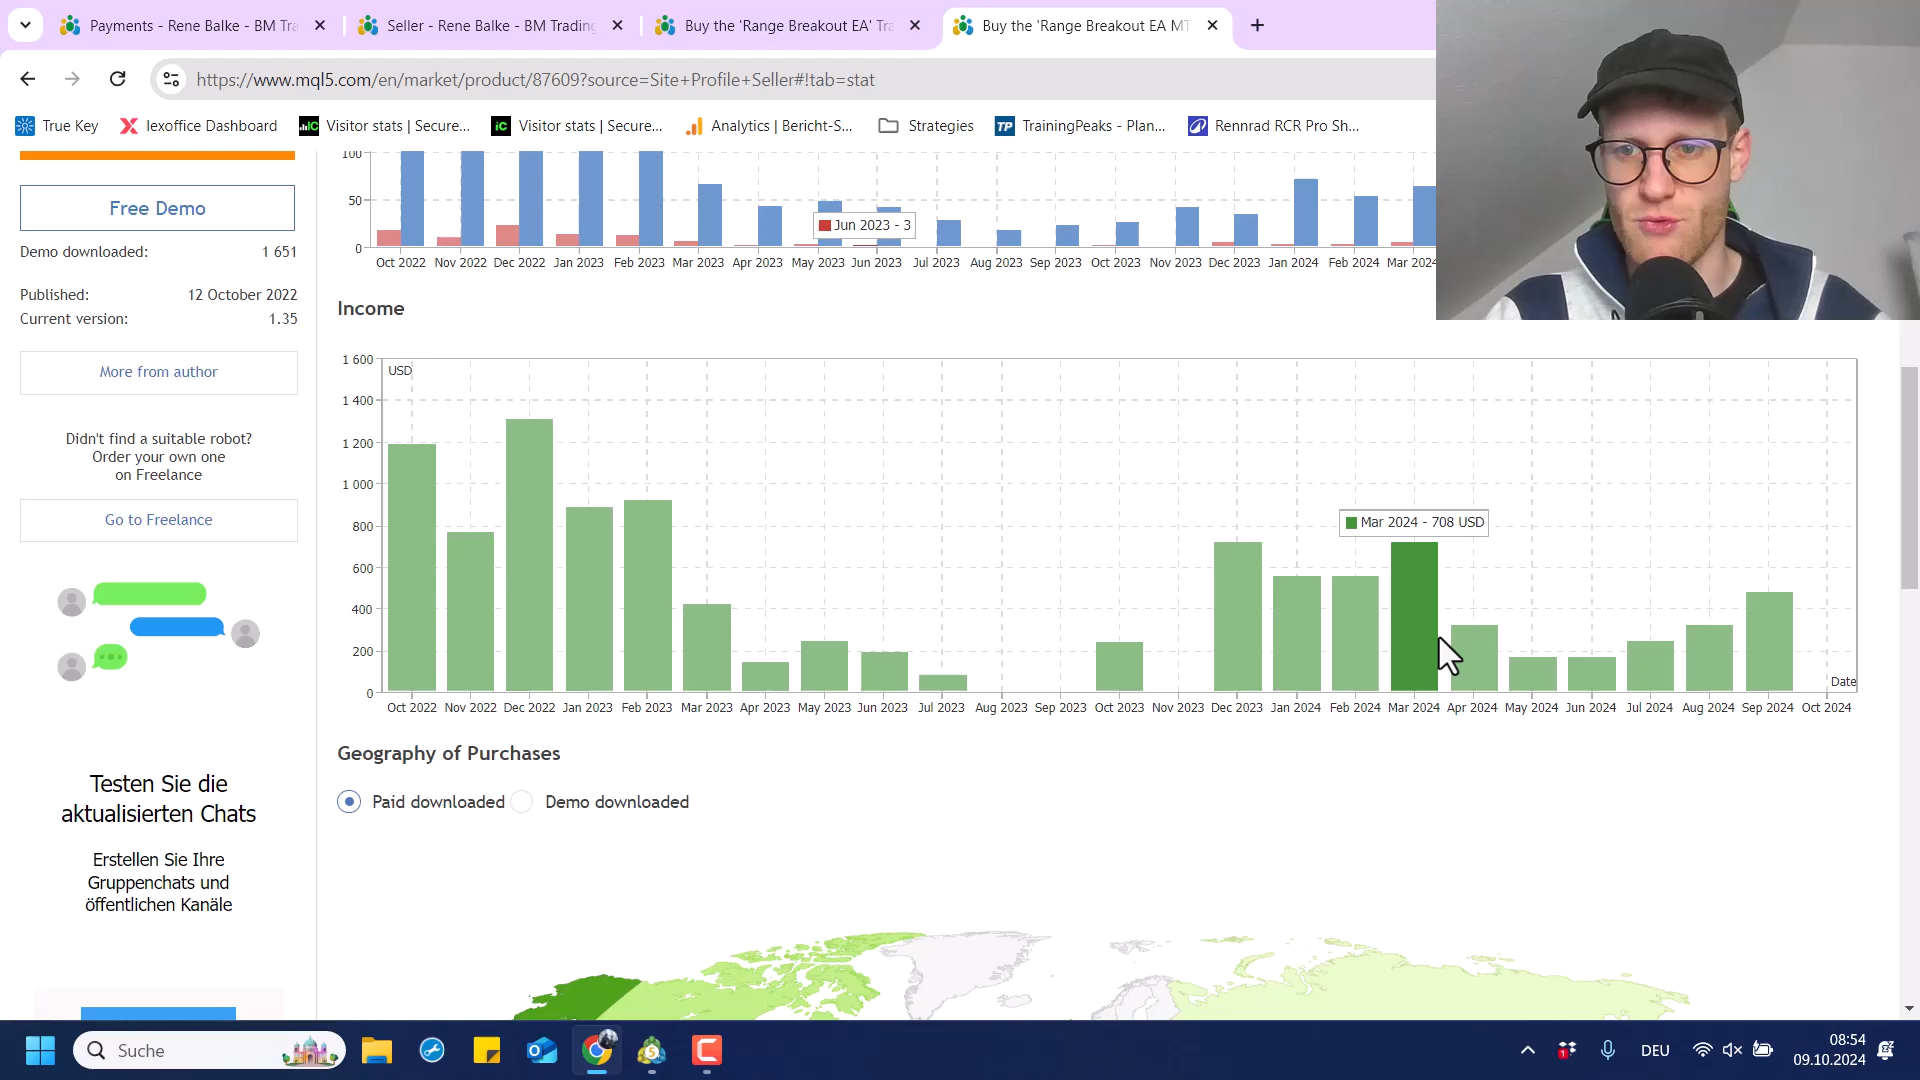 Payments - Rene Balke - BM Tra
Seller - Rene Balke - BM Trading
Buy the 'Range Breakout EA' Tra
Buy the 'Range Breakout EA MT
https://www.mql5.com/en/market/product/87609?source=Site+Profile+Seller#!tab=stat
True Key
lexoffice Dashboard
Visitor stats | Secure...
Visitor stats | Secure...
Analytics | Bericht-S...
Strategies
TrainingPeaks - Plan...
Rennrad RCR Pro Sh...
Free Demo
Demo downloaded: 1 651
Published: 12 October 2022
Current version: 1.35
More from author
Didn't find a suitable robot?
Order your own one
on Freelance
Go to Freelance
Testen Sie die
aktualisierten Chats
Erstellen Sie Ihre
Gruppenchats und
öffentlichen Kanäle
100
50
0
Jun 2023 - 3
Oct 2022 Nov 2022 Dec 2022 Jan 2023 Feb 2023 Mar 2023 Apr 2023 May 2023 Jun 2023 Jul 2023 Aug 2023 Sep 2023 Oct 2023 Nov 2023 Dec 2023 Jan 2024 Feb 2024 Mar 2024
Income
1 600
USD
1 400
1 200
1 000
800
600
400
200
0
Mar 2024 - 708 USD
Date
Oct 2022 Nov 2022 Dec 2022 Jan 2023 Feb 2023 Mar 2023 Apr 2023 May 2023 Jun 2023 Jul 2023 Aug 2023 Sep 2023 Oct 2023 Nov 2023 Dec 2023 Jan 2024 Feb 2024 Mar 2024 Apr 2024 May 2024 Jun 2024 Jul 2024 Aug 2024 Sep 2024 Oct 2024
Geography of Purchases
Paid downloaded
Demo downloaded
Suche
DEU
08:54
09.10.2024